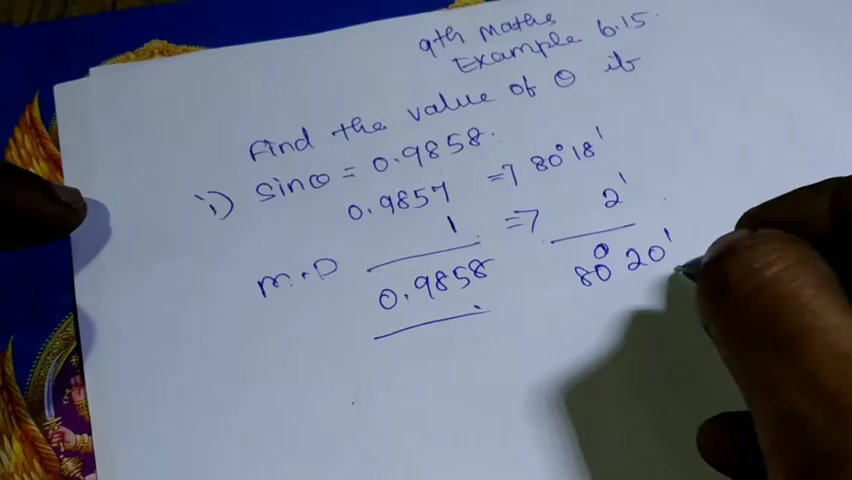 9th Maths
Example 6.15.
Find the value of θ if
i) sinθ = 0.9858.
0.9857 => 80°18'
M.D 1 => 2'
0.9858 80°20'